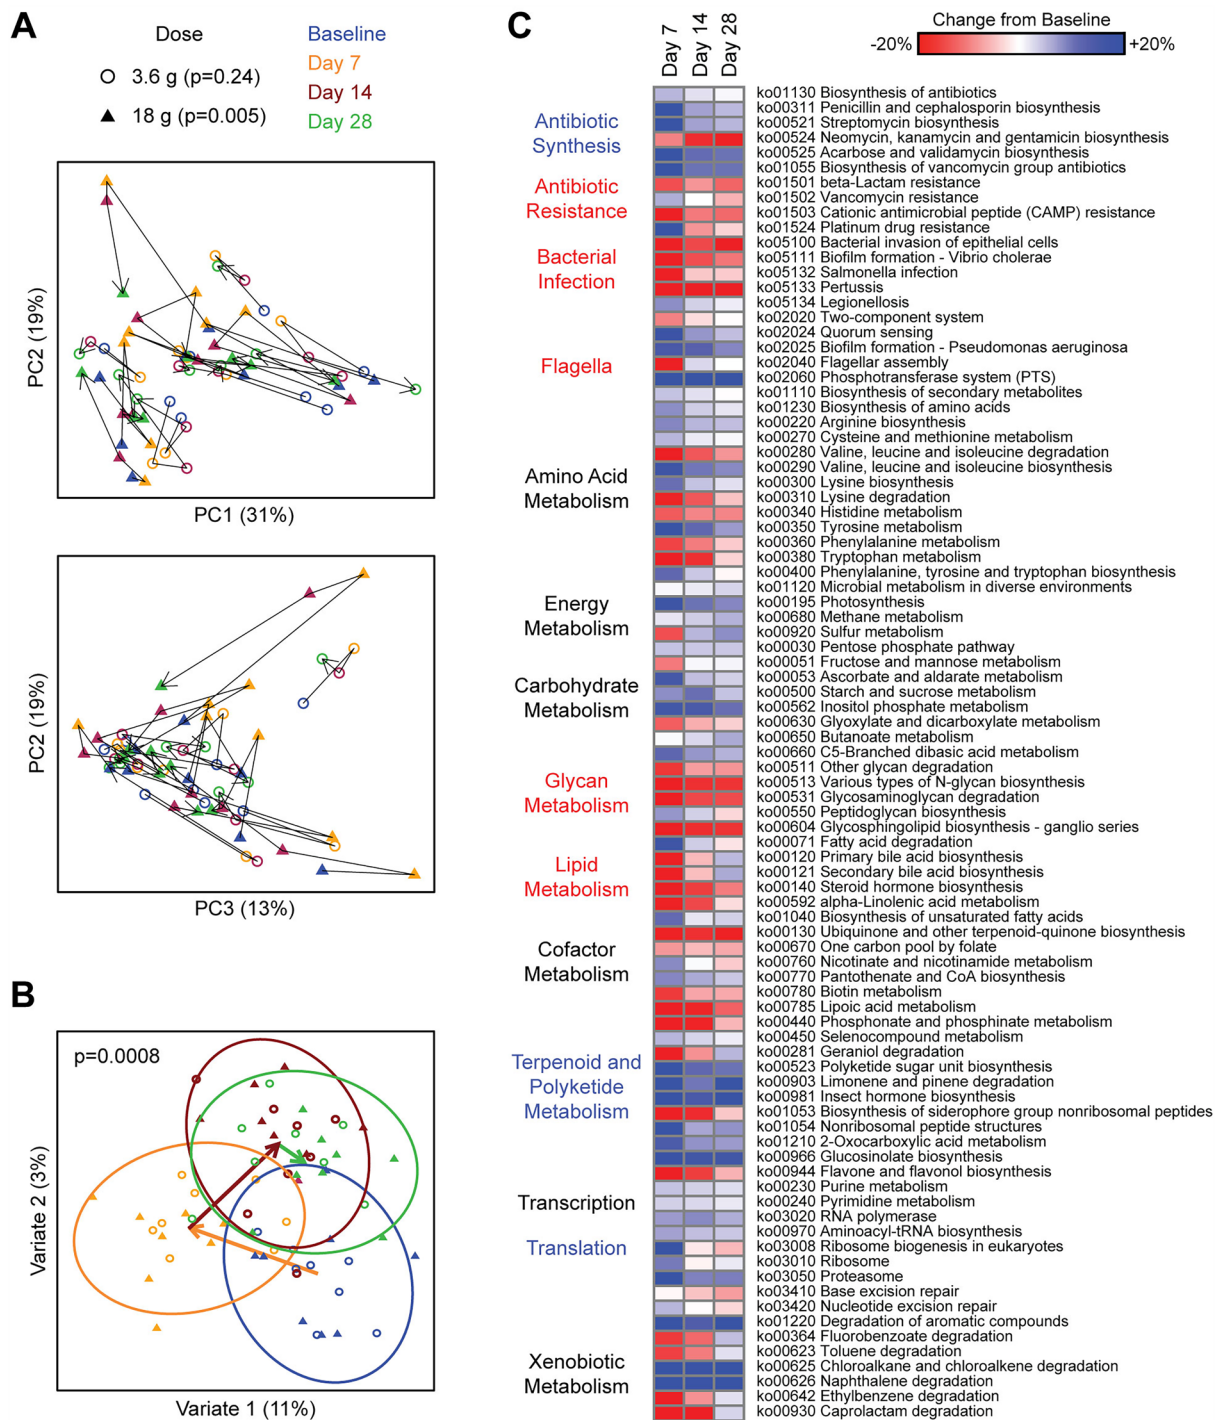 A
Dose
3.6 g (p=0.24)
18 g (p=0.005)
Baseline
Day 7
Day 14
Day 28
PC2 (19%)
PC1 (31%)
PC2 (19%)
PC3 (13%)
B
p=0.0008
Variate 2 (3%)
Variate 1 (11%)
C
Day 7
Day 14
Day 28
Change from Baseline
-20%
+20%
Antibiotic
Synthesis
Antibiotic
Resistance
Bacterial
Infection
Flagella
Amino Acid
Metabolism
Energy
Metabolism
Carbohydrate
Metabolism
Glycan
Metabolism
Lipid
Metabolism
Cofactor
Metabolism
Terpenoid and
Polyketide
Metabolism
Transcription
Translation
Xenobiotic
Metabolism
ko01130 Biosynthesis of antibiotics
ko00311 Penicillin and cephalosporin biosynthesis
ko00521 Streptomycin biosynthesis
ko00524 Neomycin, kanamycin and gentamicin biosynthesis
ko00525 Acarbose and validamycin biosynthesis
ko01055 Biosynthesis of vancomycin group antibiotics
ko01501 beta-Lactam resistance
ko01502 Vancomycin resistance
ko01503 Cationic antimicrobial peptide (CAMP) resistance
ko01524 Platinum drug resistance
ko05100 Bacterial invasion of epithelial cells
ko05111 Biofilm formation - Vibrio cholerae
ko05132 Salmonella infection
ko05133 Pertussis
ko05134 Legionellosis
ko02020 Two-component system
ko02024 Quorum sensing
ko02025 Biofilm formation - Pseudomonas aeruginosa
ko02040 Flagellar assembly
ko02060 Phosphotransferase system (PTS)
ko01110 Biosynthesis of secondary metabolites
ko01230 Biosynthesis of amino acids
ko00220 Arginine biosynthesis
ko00270 Cysteine and methionine metabolism
ko00280 Valine, leucine and isoleucine degradation
ko00290 Valine, leucine and isoleucine biosynthesis
ko00300 Lysine biosynthesis
ko00310 Lysine degradation
ko00340 Histidine metabolism
ko00350 Tyrosine metabolism
ko00360 Phenylalanine metabolism
ko00380 Tryptophan metabolism
ko00400 Phenylalanine, tyrosine and tryptophan biosynthesis
ko01120 Microbial metabolism in diverse environments
ko00195 Photosynthesis
ko00680 Methane metabolism
ko00920 Sulfur metabolism
ko00030 Pentose phosphate pathway
ko00051 Fructose and mannose metabolism
ko00053 Ascorbate and aldarate metabolism
ko00500 Starch and sucrose metabolism
ko00562 Inositol phosphate metabolism
ko00630 Glyoxylate and dicarboxylate metabolism
ko00650 Butanoate metabolism
ko00660 C5-Branched dibasic acid metabolism
ko00511 Other glycan degradation
ko00513 Various types of N-glycan biosynthesis
ko00531 Glycosaminoglycan degradation
ko00550 Peptidoglycan biosynthesis
ko00604 Glycosphingolipid biosynthesis - ganglio series
ko00071 Fatty acid degradation
ko00120 Primary bile acid biosynthesis
ko00121 Secondary bile acid biosynthesis
ko00140 Steroid hormone biosynthesis
ko00592 alpha-Linolenic acid metabolism
ko01040 Biosynthesis of unsaturated fatty acids
ko00130 Ubiquinone and other terpenoid-quinone biosynthesis
ko00670 One carbon pool by folate
ko00760 Nicotinate and nicotinamide metabolism
ko00770 Pantothenate and CoA biosynthesis
ko00780 Biotin metabolism
ko00785 Lipoic acid metabolism
ko00440 Phosphonate and phosphinate metabolism
ko00450 Selenocompound metabolism
ko00281 Geraniol degradation
ko00523 Polyketide sugar unit biosynthesis
ko00903 Limonene and pinene degradation
ko00981 Insect hormone biosynthesis
ko01053 Biosynthesis of siderophore group nonribosomal peptides
ko01054 Nonribosomal peptide structures
ko01210 2-Oxocarboxylic acid metabolism
ko00966 Glucosinolate biosynthesis
ko00944 Flavone and flavonol biosynthesis
ko00230 Purine metabolism
ko00240 Pyrimidine metabolism
ko03020 RNA polymerase
ko00970 Aminoacyl-tRNA biosynthesis
ko03008 Ribosome biogenesis in eukaryotes
ko03010 Ribosome
ko03050 Proteasome
ko03410 Base excision repair
ko03420 Nucleotide excision repair
ko01220 Degradation of aromatic compounds
ko00364 Fluorobenzoate degradation
ko00623 Toluene degradation
ko00625 Chloroalkane and chloroalkene degradation
ko00626 Naphthalene degradation
ko00642 Ethylbenzene degradation
ko00930 Caprolactam degradation